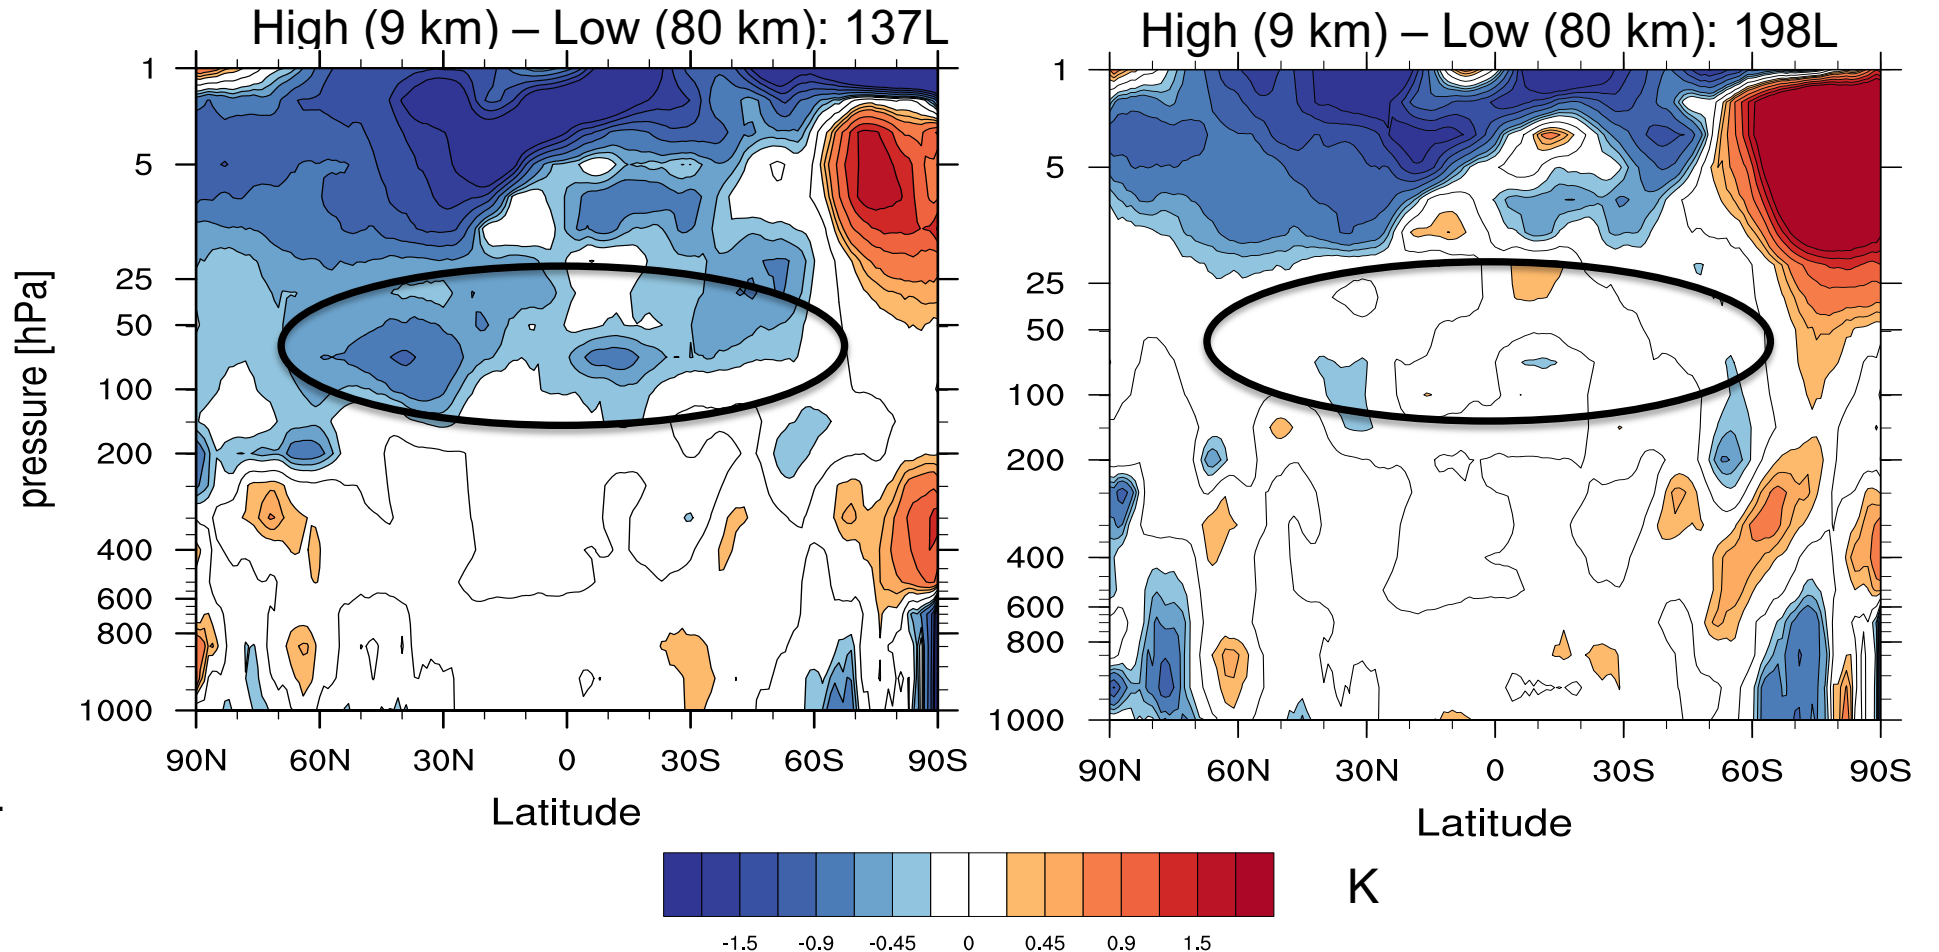 High (9 km) – Low (80 km): 137L
High (9 km) – Low (80 km): 198L
pressure [hPa]
1
5
25
50
100
200
400
600
800
1000
90N 60N 30N 0 30S 60S 90S
Latitude
1
5
25
50
100
200
400
600
800
1000
90N 60N 30N 0 30S 60S 90S
Latitude
-1.5 -0.9 -0.45 0 0.45 0.9 1.5
K